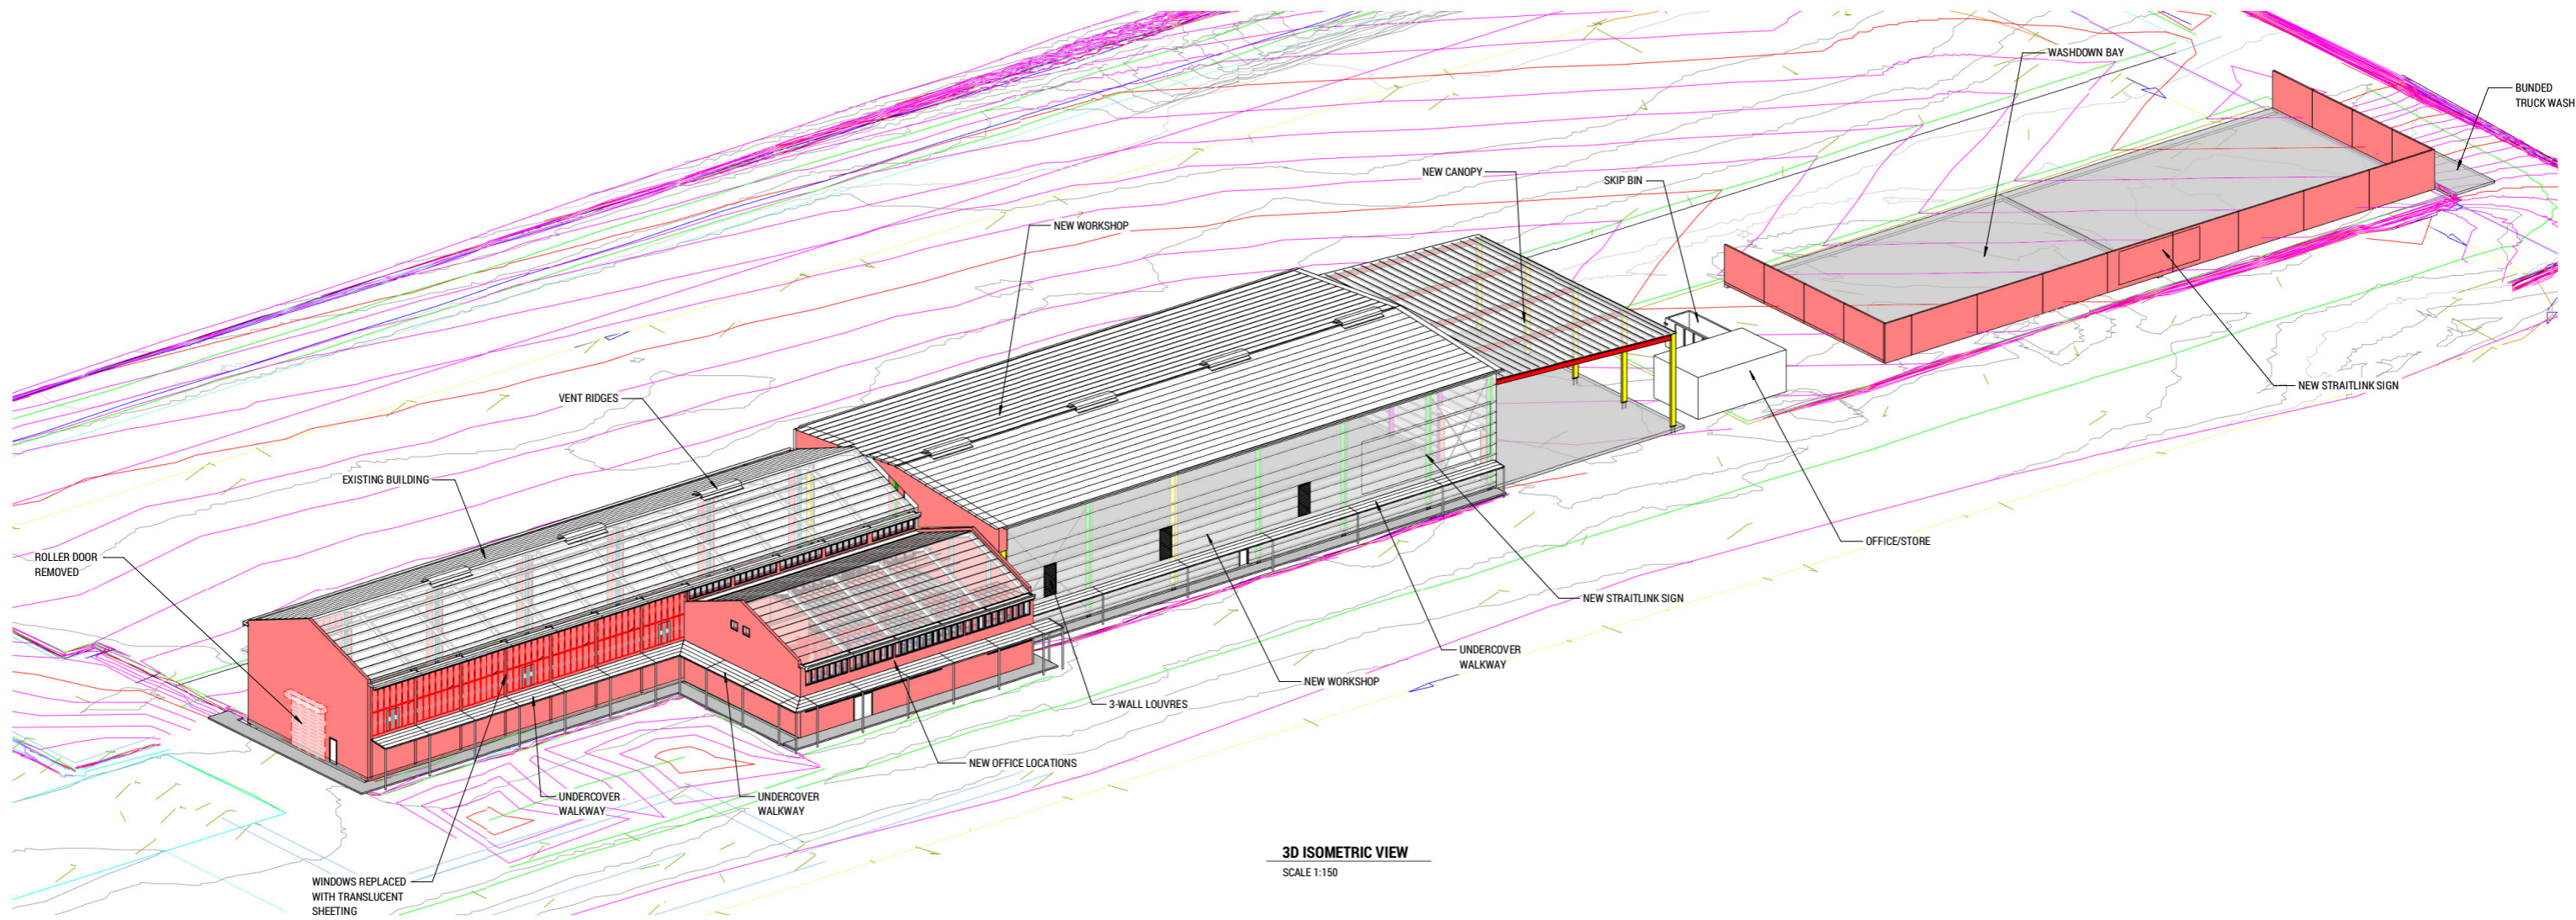 WASHDOWN BAY
BUNDED
TRUCK WASH
NEW CANOPY
SKIP BIN
NEW WORKSHOP
VENT RIDGES
NEW STRAITLINK SIGN
EXISTING BUILDING
ROLLER DOOR
REMOVED
OFFICE/STORE
NEW STRAITLINK SIGN
UNDERCOVER
WALKWAY
NEW WORKSHOP
3-WALL LOUVRES
NEW OFFICE LOCATIONS
UNDERCOVER
WALKWAY
UNDERCOVER
WALKWAY
WINDOWS REPLACED
WITH TRANSLUCENT
SHEETING
3D ISOMETRIC VIEW
SCALE 1:150